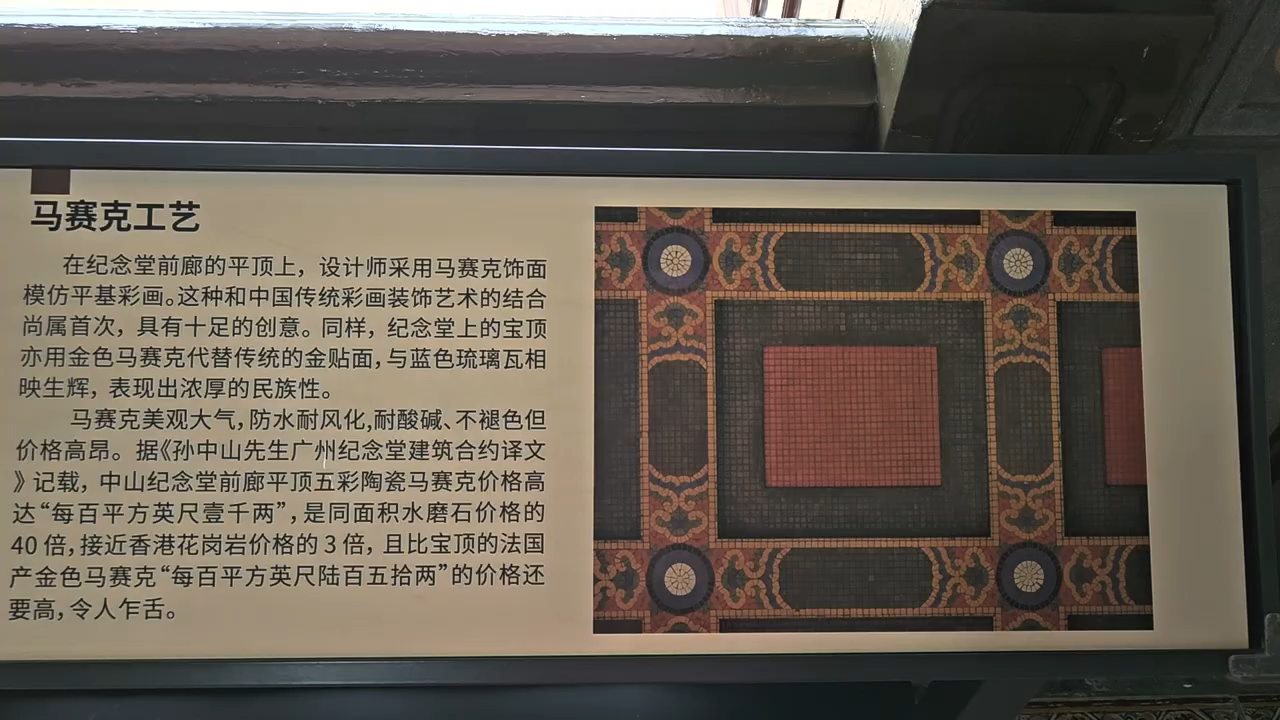 马赛克工艺
在纪念堂前廊的平顶上，设计师采用马赛克饰面
模仿平基彩画。这种和中国传统彩画装饰艺术的结合
尚属首次，具有十足的创意。同样，纪念堂上的宝顶
亦用金色马赛克代替传统的金贴面，与蓝色琉璃瓦相
映生辉，表现出浓厚的民族性。
马赛克美观大气，防水耐风化，耐酸碱、不褪色但
价格高昂。据《孙中山先生广州纪念堂建筑合约译文
》记载，中山纪念堂前廊平顶五彩陶瓷马赛克价格高
达“每百平方英尺壹千两”，是同面积水磨石价格的
40倍，接近香港花岗岩价格的3倍，且比宝顶的法国
产金色马赛克“每百平方英尺陆百五拾两”的价格还
要高，令人乍舌。